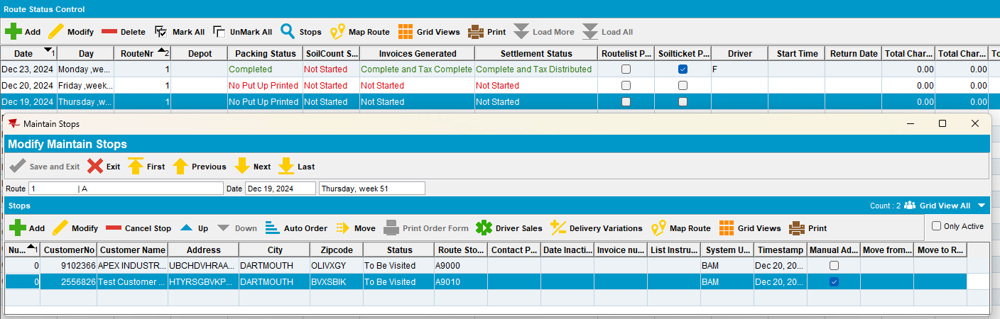 Route Status Control
Add Modify Delete Mark All UnMark All Stops Map Route Grid Views Print Load More Load All
Date 1 Day RouteNr 2 Depot Packing Status SoilCount S... Invoices Generated Settlement Status Routelist P... Soilticket P... Driver Start Time Return Date Total Char... Total Char... To
Dec 23, 2024 Monday ,we... 1 Completed Not Started Complete and Tax Complete Complete and Tax Distributed F 0.00 0.00
Dec 20, 2024 Friday ,week... 1 No Put Up Printed Not Started Not Started Not Started 0.00 0.00
Dec 19, 2024 Thursday ,w... 1 No Put Up Printed Not Started Not Started Not Started 0.00 0.00
Maintain Stops
Modify Maintain Stops
Save and Exit Exit First Previous Next Last
Route 1 | A Date Dec 19, 2024 Thursday, week 51
Stops Count : 2 Grid View All
Add Modify Cancel Stop Up Down Auto Order Move Print Order Form Driver Sales Delivery Variations Map Route Grid Views Print Only Active
Nu... 1 CustomerNo Customer Name Address City Zipcode Status Route Sto... Contact P... Date Inacti... Invoice nu... List Instru... System U... Timestamp Manual Ad... Move from... Move to R...
0 9102366 APEX INDUSTR... UBCHDVHRAA... DARTMOUTH OLIVXGY To Be Visited A9000 BAM Dec 20, 20...
0 2556826 Test Customer ... HTYRSGBVKP... DARTMOUTH BVXSBIK To Be Visited A9010 BAM Dec 20, 20...